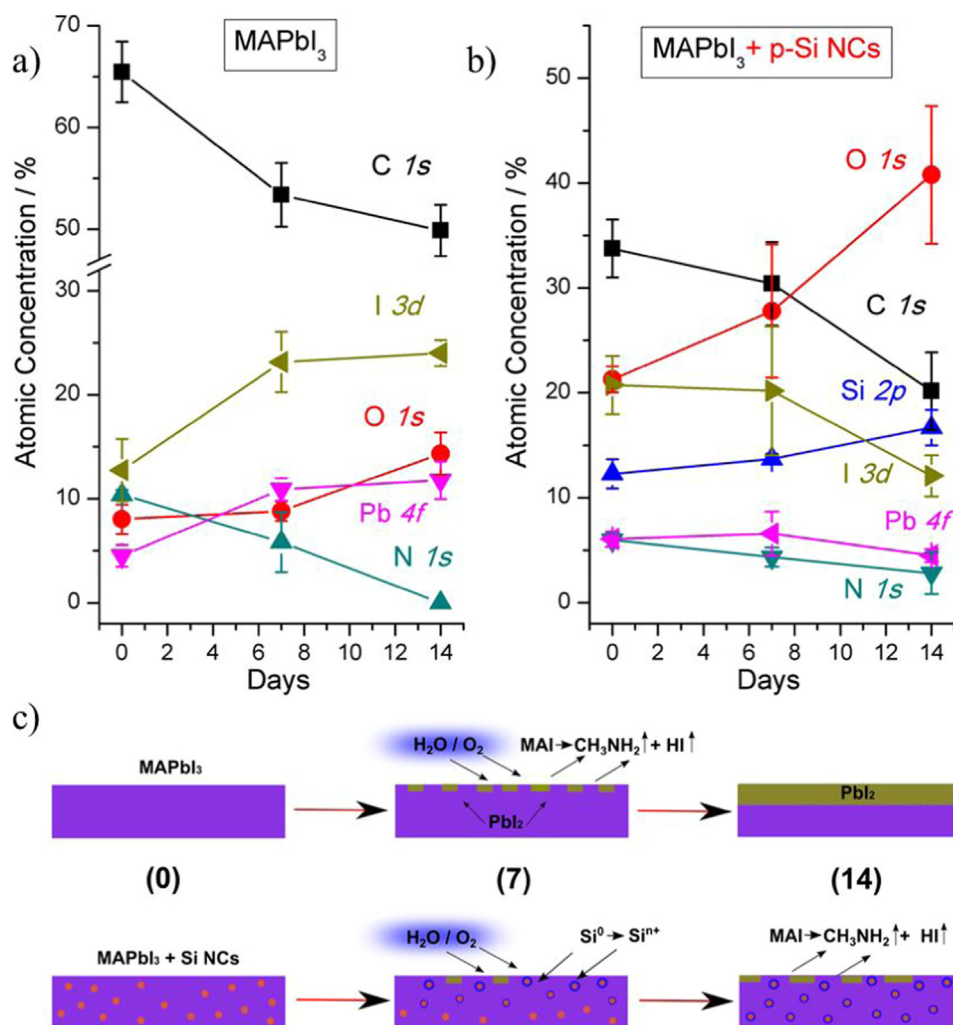 a)
MAPbI₃
Atomic Concentration / %
70
60
50
30
20
10
0
C 1s
I 3d
O 1s
Pb 4f
N 1s
0 2 4 6 8 10 12 14
Days
b)
MAPbI₃+ p-Si NCs
Atomic Concentration / %
50
40
30
20
10
0
O 1s
C 1s
Si 2p
I 3d
Pb 4f
N 1s
0 2 4 6 8 10 12 14
Days
c)
MAPbI₃
H₂O / O₂
MAI→CH₃NH₂↑ + HI↑
PbI₂
PbI₂
(0)
(7)
(14)
MAPbI₃ + Si NCs
H₂O / O₂
Si⁰→Siⁿ⁺
MAI→CH₃NH₂↑ + HI↑